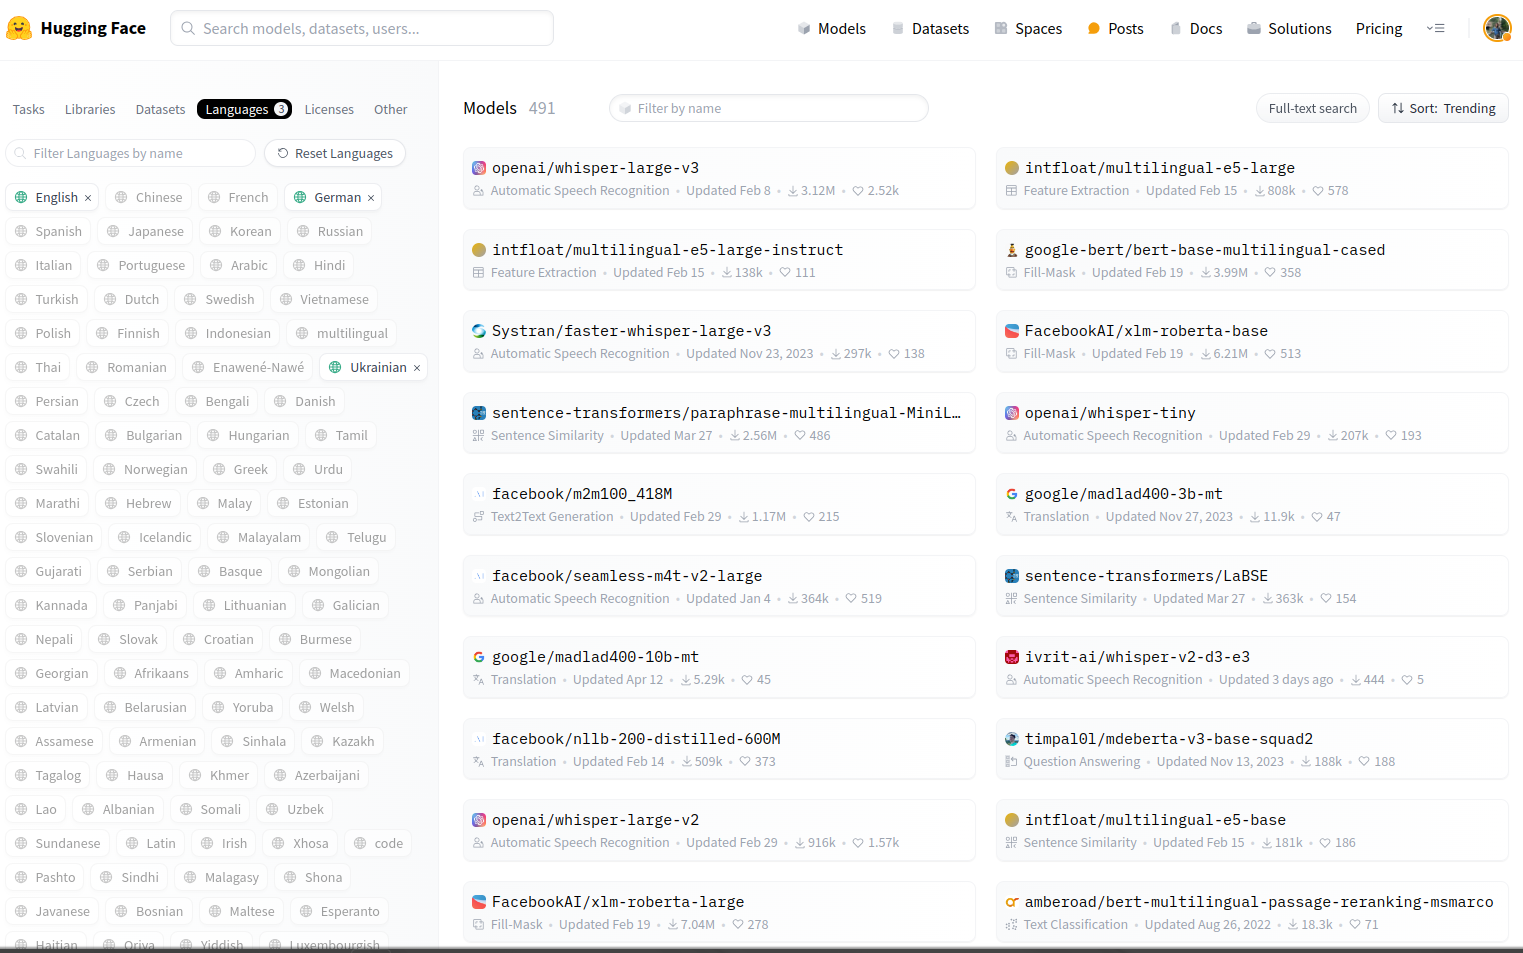 Hugging Face
Search models, datasets, users...
Models Datasets Spaces Posts Docs Solutions Pricing
Tasks Libraries Datasets Languages 3 Licenses Other
Filter Languages by name
Reset Languages
English × Chinese French German ×
Spanish Japanese Korean Russian
Italian Portuguese Arabic Hindi
Turkish Dutch Swedish Vietnamese
Polish Finnish Indonesian multilingual
Thai Romanian Enawené-Nawé Ukrainian ×
Persian Czech Bengali Danish
Catalan Bulgarian Hungarian Tamil
Swahili Norwegian Greek Urdu
Marathi Hebrew Malay Estonian
Slovenian Icelandic Malayalam Telugu
Gujarati Serbian Basque Mongolian
Kannada Panjabi Lithuanian Galician
Nepali Slovak Croatian Burmese
Georgian Afrikaans Amharic Macedonian
Latvian Belarusian Yoruba Welsh
Assamese Armenian Sinhala Kazakh
Tagalog Hausa Khmer Azerbaijani
Lao Albanian Somali Uzbek
Sundanese Latin Irish Xhosa code
Pashto Sindhi Malagasy Shona
Javanese Bosnian Maltese Esperanto
Haitian Oriya Yiddish Luxembourgish
Models 491
Filter by name
Full-text search
Sort: Trending
openai/whisper-large-v3
Automatic Speech Recognition • Updated Feb 8 • 3.12M • 2.52k
intfloat/multilingual-e5-large
Feature Extraction • Updated Feb 15 • 808k • 578
intfloat/multilingual-e5-large-instruct
Feature Extraction • Updated Feb 15 • 138k • 111
google-bert/bert-base-multilingual-cased
Fill-Mask • Updated Feb 19 • 3.99M • 358
Systran/faster-whisper-large-v3
Automatic Speech Recognition • Updated Nov 23, 2023 • 297k • 138
FacebookAI/xlm-roberta-base
Fill-Mask • Updated Feb 19 • 6.21M • 513
sentence-transformers/paraphrase-multilingual-MiniL…
Sentence Similarity • Updated Mar 27 • 2.56M • 486
openai/whisper-tiny
Automatic Speech Recognition • Updated Feb 29 • 207k • 193
facebook/m2m100_418M
Text2Text Generation • Updated Feb 29 • 1.17M • 215
google/madlad400-3b-mt
Translation • Updated Nov 27, 2023 • 11.9k • 47
facebook/seamless-m4t-v2-large
Automatic Speech Recognition • Updated Jan 4 • 364k • 519
sentence-transformers/LaBSE
Sentence Similarity • Updated Mar 27 • 363k • 154
google/madlad400-10b-mt
Translation • Updated Apr 12 • 5.29k • 45
ivrit-ai/whisper-v2-d3-e3
Automatic Speech Recognition • Updated 3 days ago • 444 • 5
facebook/nllb-200-distilled-600M
Translation • Updated Feb 14 • 509k • 373
timpal0l/mdeberta-v3-base-squad2
Question Answering • Updated Nov 13, 2023 • 188k • 188
openai/whisper-large-v2
Automatic Speech Recognition • Updated Feb 29 • 916k • 1.57k
intfloat/multilingual-e5-base
Sentence Similarity • Updated Feb 15 • 181k • 186
FacebookAI/xlm-roberta-large
Fill-Mask • Updated Feb 19 • 7.04M • 278
amberoad/bert-multilingual-passage-reranking-msmarco
Text Classification • Updated Aug 26, 2022 • 18.3k • 71